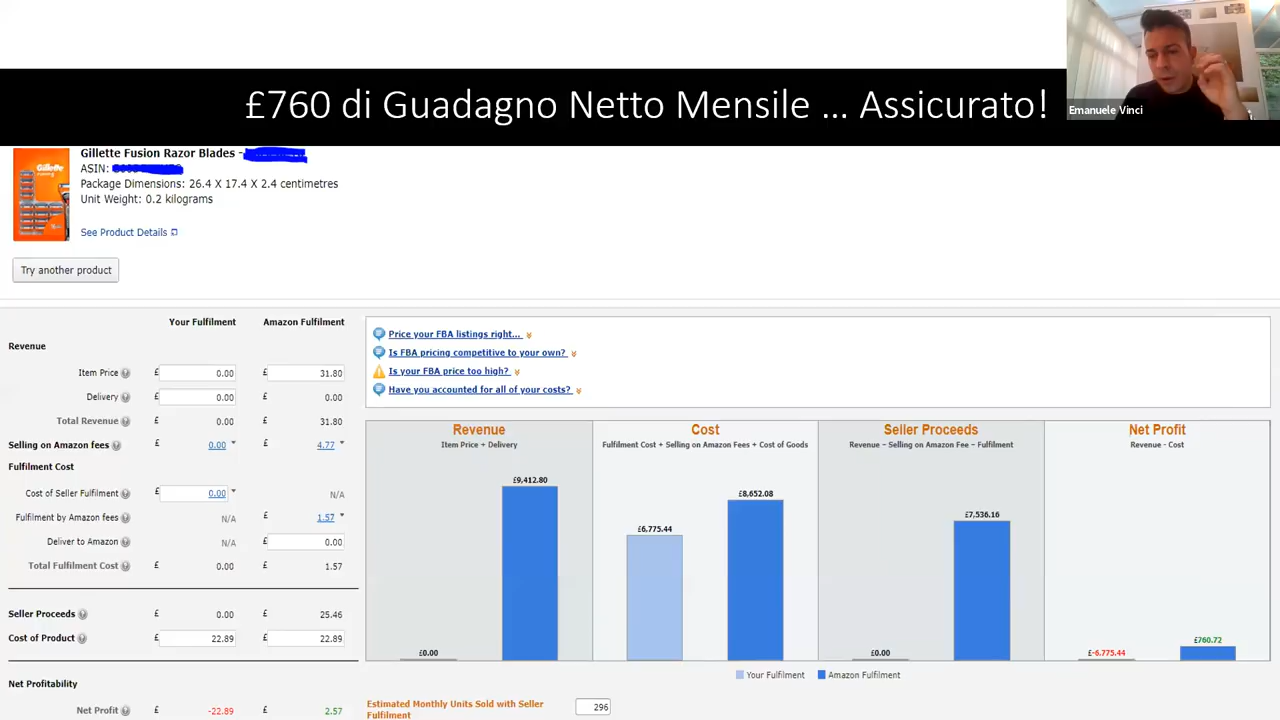 £760 di Guadagno Netto Mensile ... Assicurato!
Emanuele Vinci
Gillette Fusion Razor Blades -
ASIN:
Package Dimensions: 26.4 X 17.4 X 2.4 centimetres
Unit Weight: 0.2 kilograms
See Product Details
Gillette
Try another product
Your Fulfilment Amazon Fulfilment
Revenue
Item Price £ 0.00 £ 31.80
Delivery £ 0.00 £ 0.00
Total Revenue £ 0.00 £ 31.80
Selling on Amazon fees £ 0.00 £ 4.77
Fulfilment Cost
Cost of Seller Fulfilment £ 0.00 N/A
Fulfilment by Amazon fees N/A £ 1.57
Deliver to Amazon N/A £ 0.00
Total Fulfilment Cost £ 0.00 £ 1.57
Seller Proceeds £ 0.00 £ 25.46
Cost of Product £ 22.89 £ 22.89
Net Profitability
Net Profit £ -22.89 £ 2.57
Price your FBA listings right...
Is FBA pricing competitive to your own?
Is your FBA price too high?
Have you accounted for all of your costs?
Revenue
Item Price + Delivery
£0.00
£9,412.80
Cost
Fulfilment Cost + Selling on Amazon Fees + Cost of Goods
£6,775.44
£8,652.08
Seller Proceeds
Revenue - Selling on Amazon Fee - Fulfilment
£0.00
£7,536.16
Net Profit
Revenue - Cost
£-6,775.44
£760.72
Your Fulfilment Amazon Fulfilment
Estimated Monthly Units Sold with Seller 296
Fulfilment